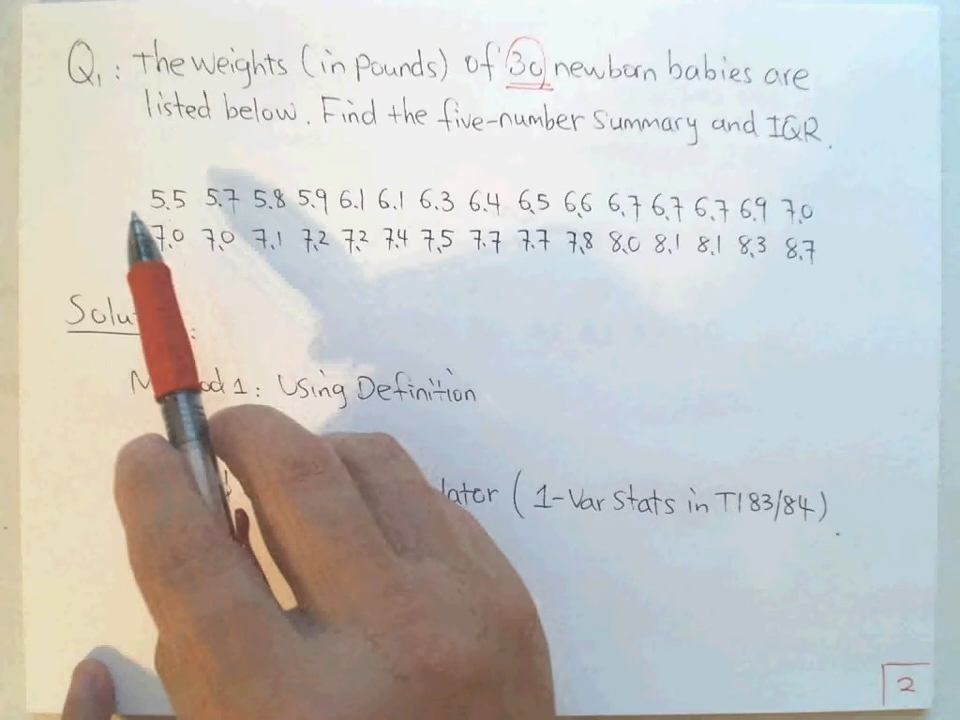 Q1: the weights (in Pounds) of 30 newborn babies are
listed below. Find the five-number Summary and IQR.
5.5 5.7 5.8 5.9 6.1 6.1 6.3 6.4 6.5 6.6 6.7 6.7 6.7 6.9 7.0
7.0 7.0 7.1 7.2 7.2 7.4 7.5 7.7 7.7 7.8 8.0 8.1 8.1 8.3 8.7
1: Using Definition
(1-Var Stats in TI 83/84)
2